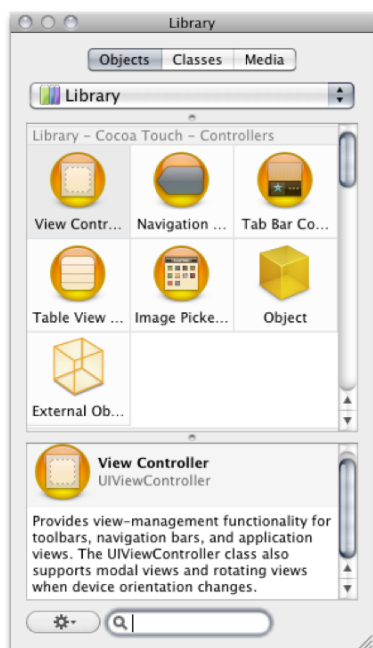 Library
Objects Classes Media
Library
Library – Cocoa Touch – Controllers
View Contr... Navigation ... Tab Bar Co...
Table View ... Image Picke... Object
External Ob...
View Controller
UIViewController
Provides view-management functionality for
toolbars, navigation bars, and application
views. The UIViewController class also
supports modal views and rotating views
when device orientation changes.